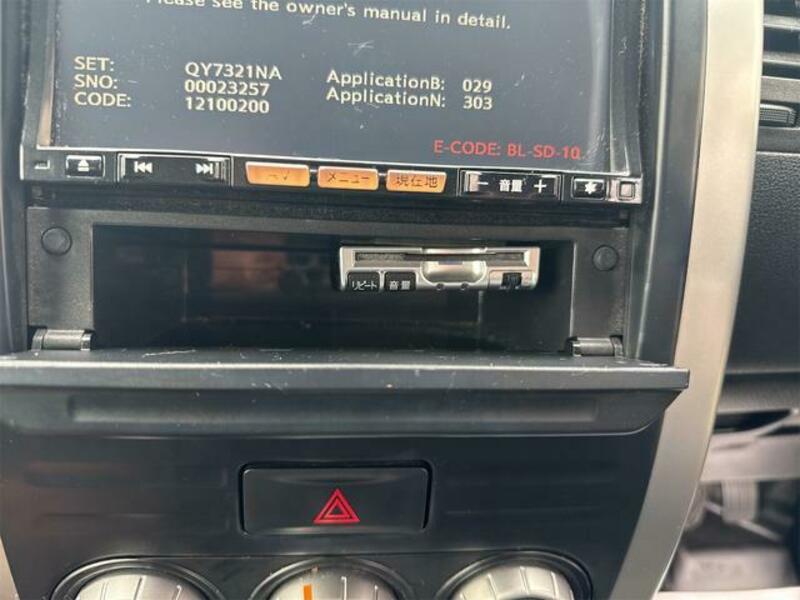 Please see the owner's manual in detail.
SET: QY7321NA
SNO: 00023257
CODE: 12100200
ApplicationB: 029
ApplicationN: 303
E-CODE: BL-SD-10
AV メニュー 現在地 － 音量 ＋
リピート 音量